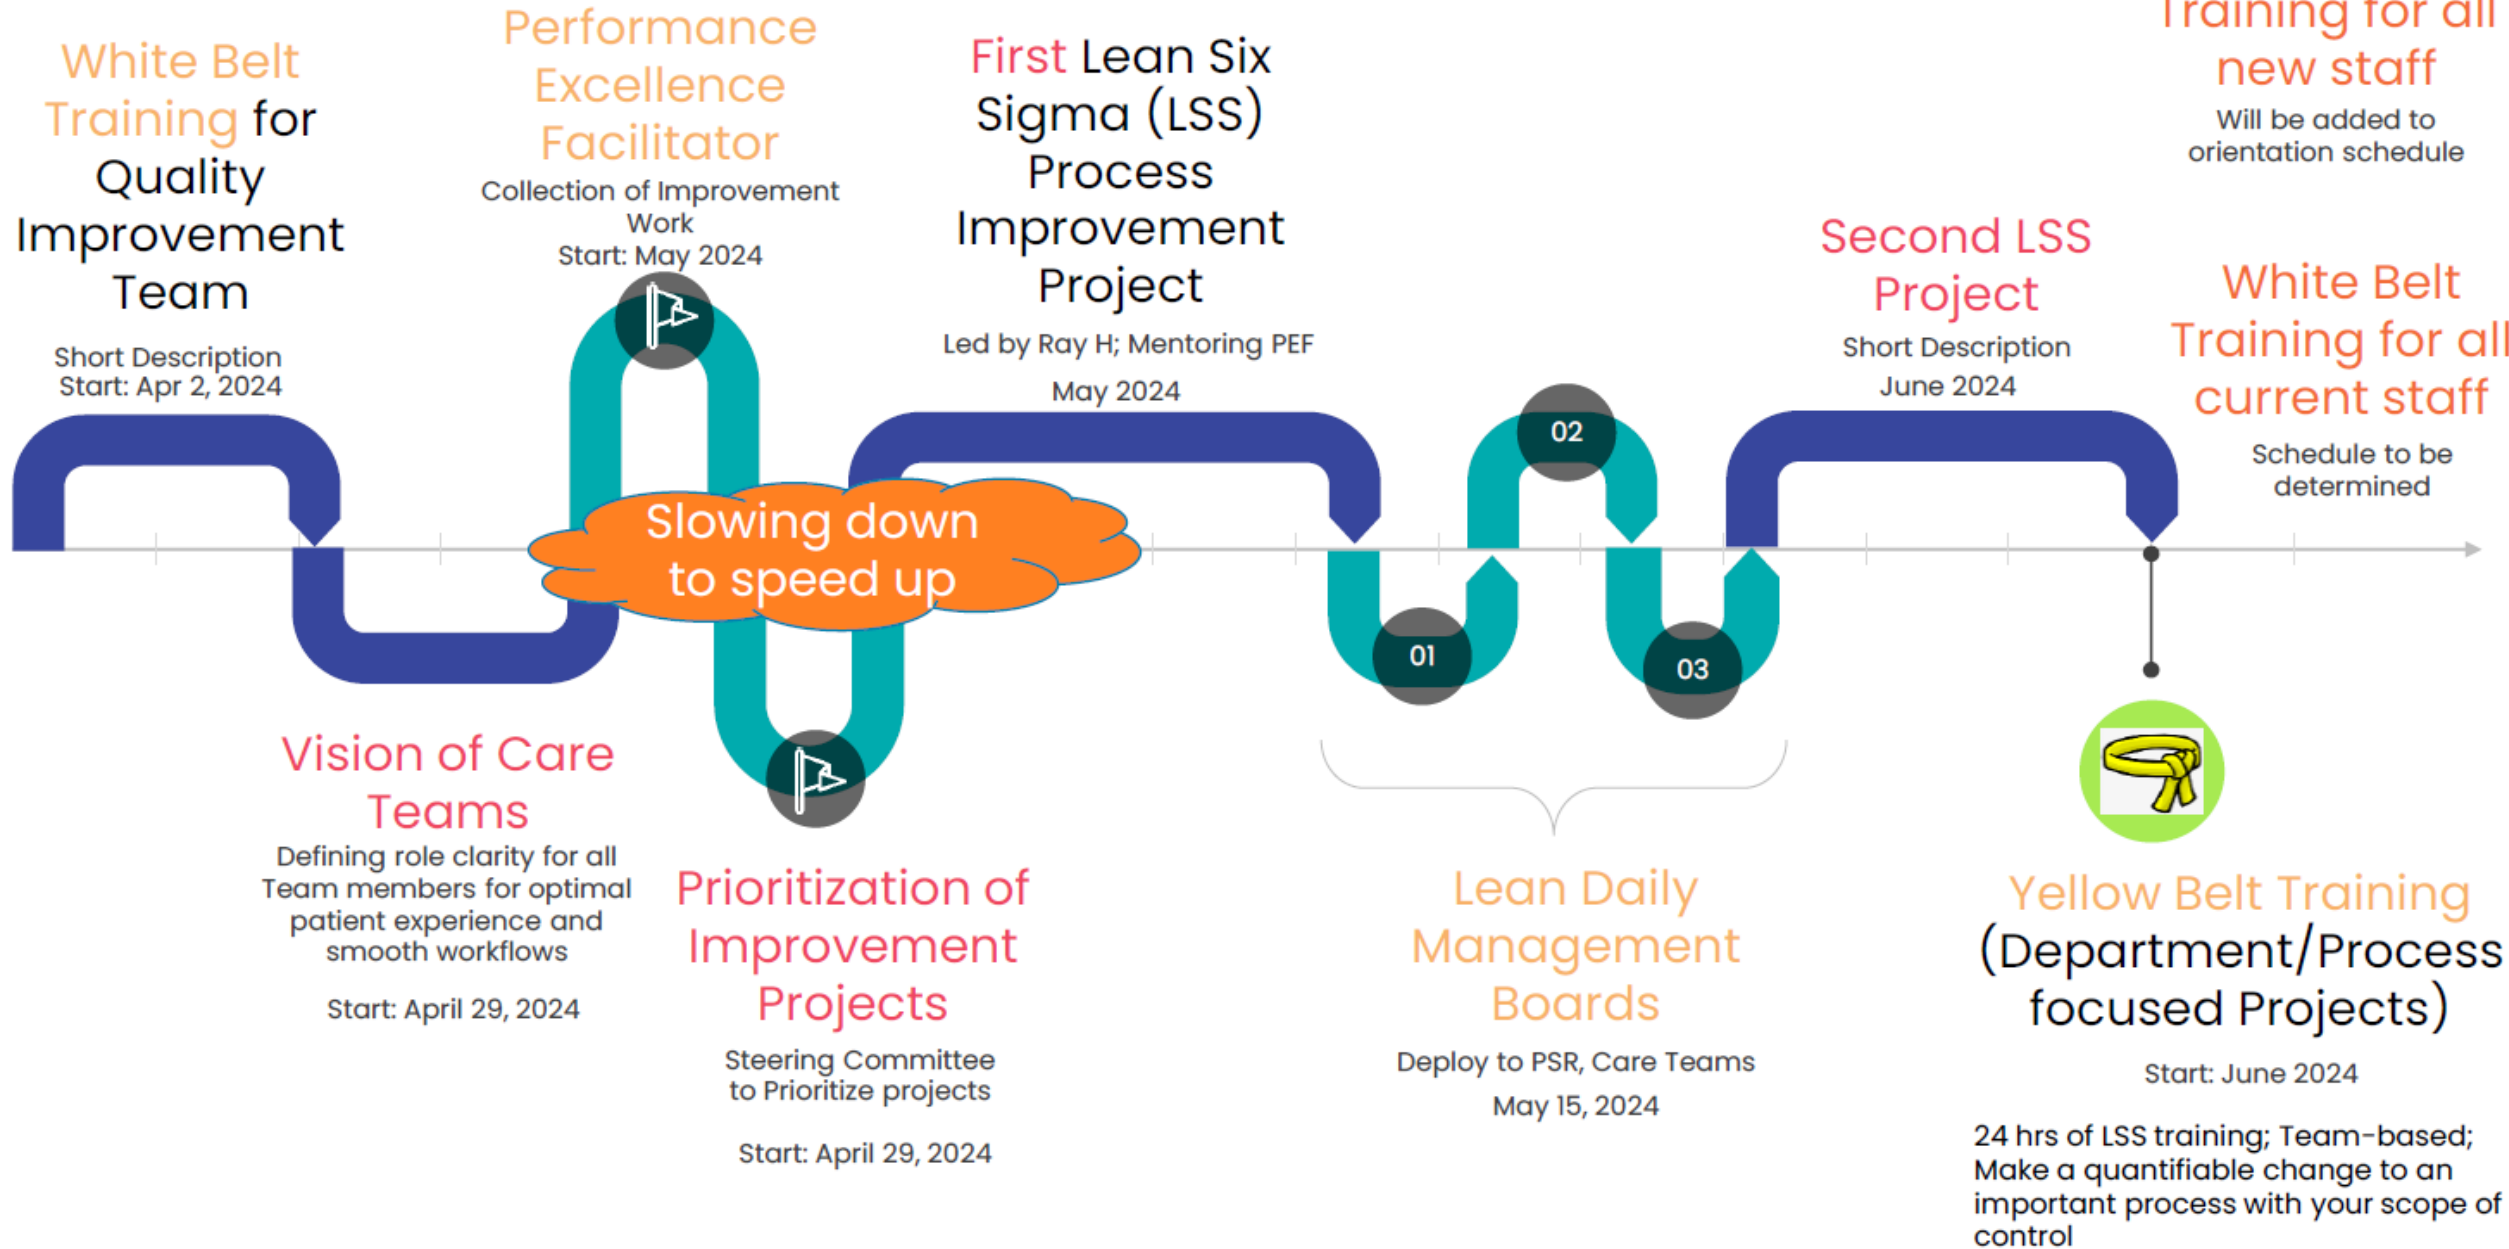 White Belt
Training for
Quality
Improvement
Team
Short Description
Start: Apr 2, 2024
Performance
Excellence
Facilitator
Collection of Improvement
Work
Start: May 2024
First Lean Six
Sigma (LSS)
Process
Improvement
Project
Led by Ray H; Mentoring PEF
May 2024
Second LSS
Project
Short Description
June 2024
Training for all
new staff
Will be added to
orientation schedule
White Belt
Training for all
current staff
Schedule to be
determined
Slowing down
to speed up
01
02
03
Vision of Care
Teams
Defining role clarity for all
Team members for optimal
patient experience and
smooth workflows
Start: April 29, 2024
Prioritization of
Improvement
Projects
Steering Committee
to Prioritize projects
Start: April 29, 2024
Lean Daily
Management
Boards
Deploy to PSR, Care Teams
May 15, 2024
Yellow Belt Training
(Department/Process
focused Projects)
Start: June 2024
24 hrs of LSS training; Team-based;
Make a quantifiable change to an
important process with your scope of
control